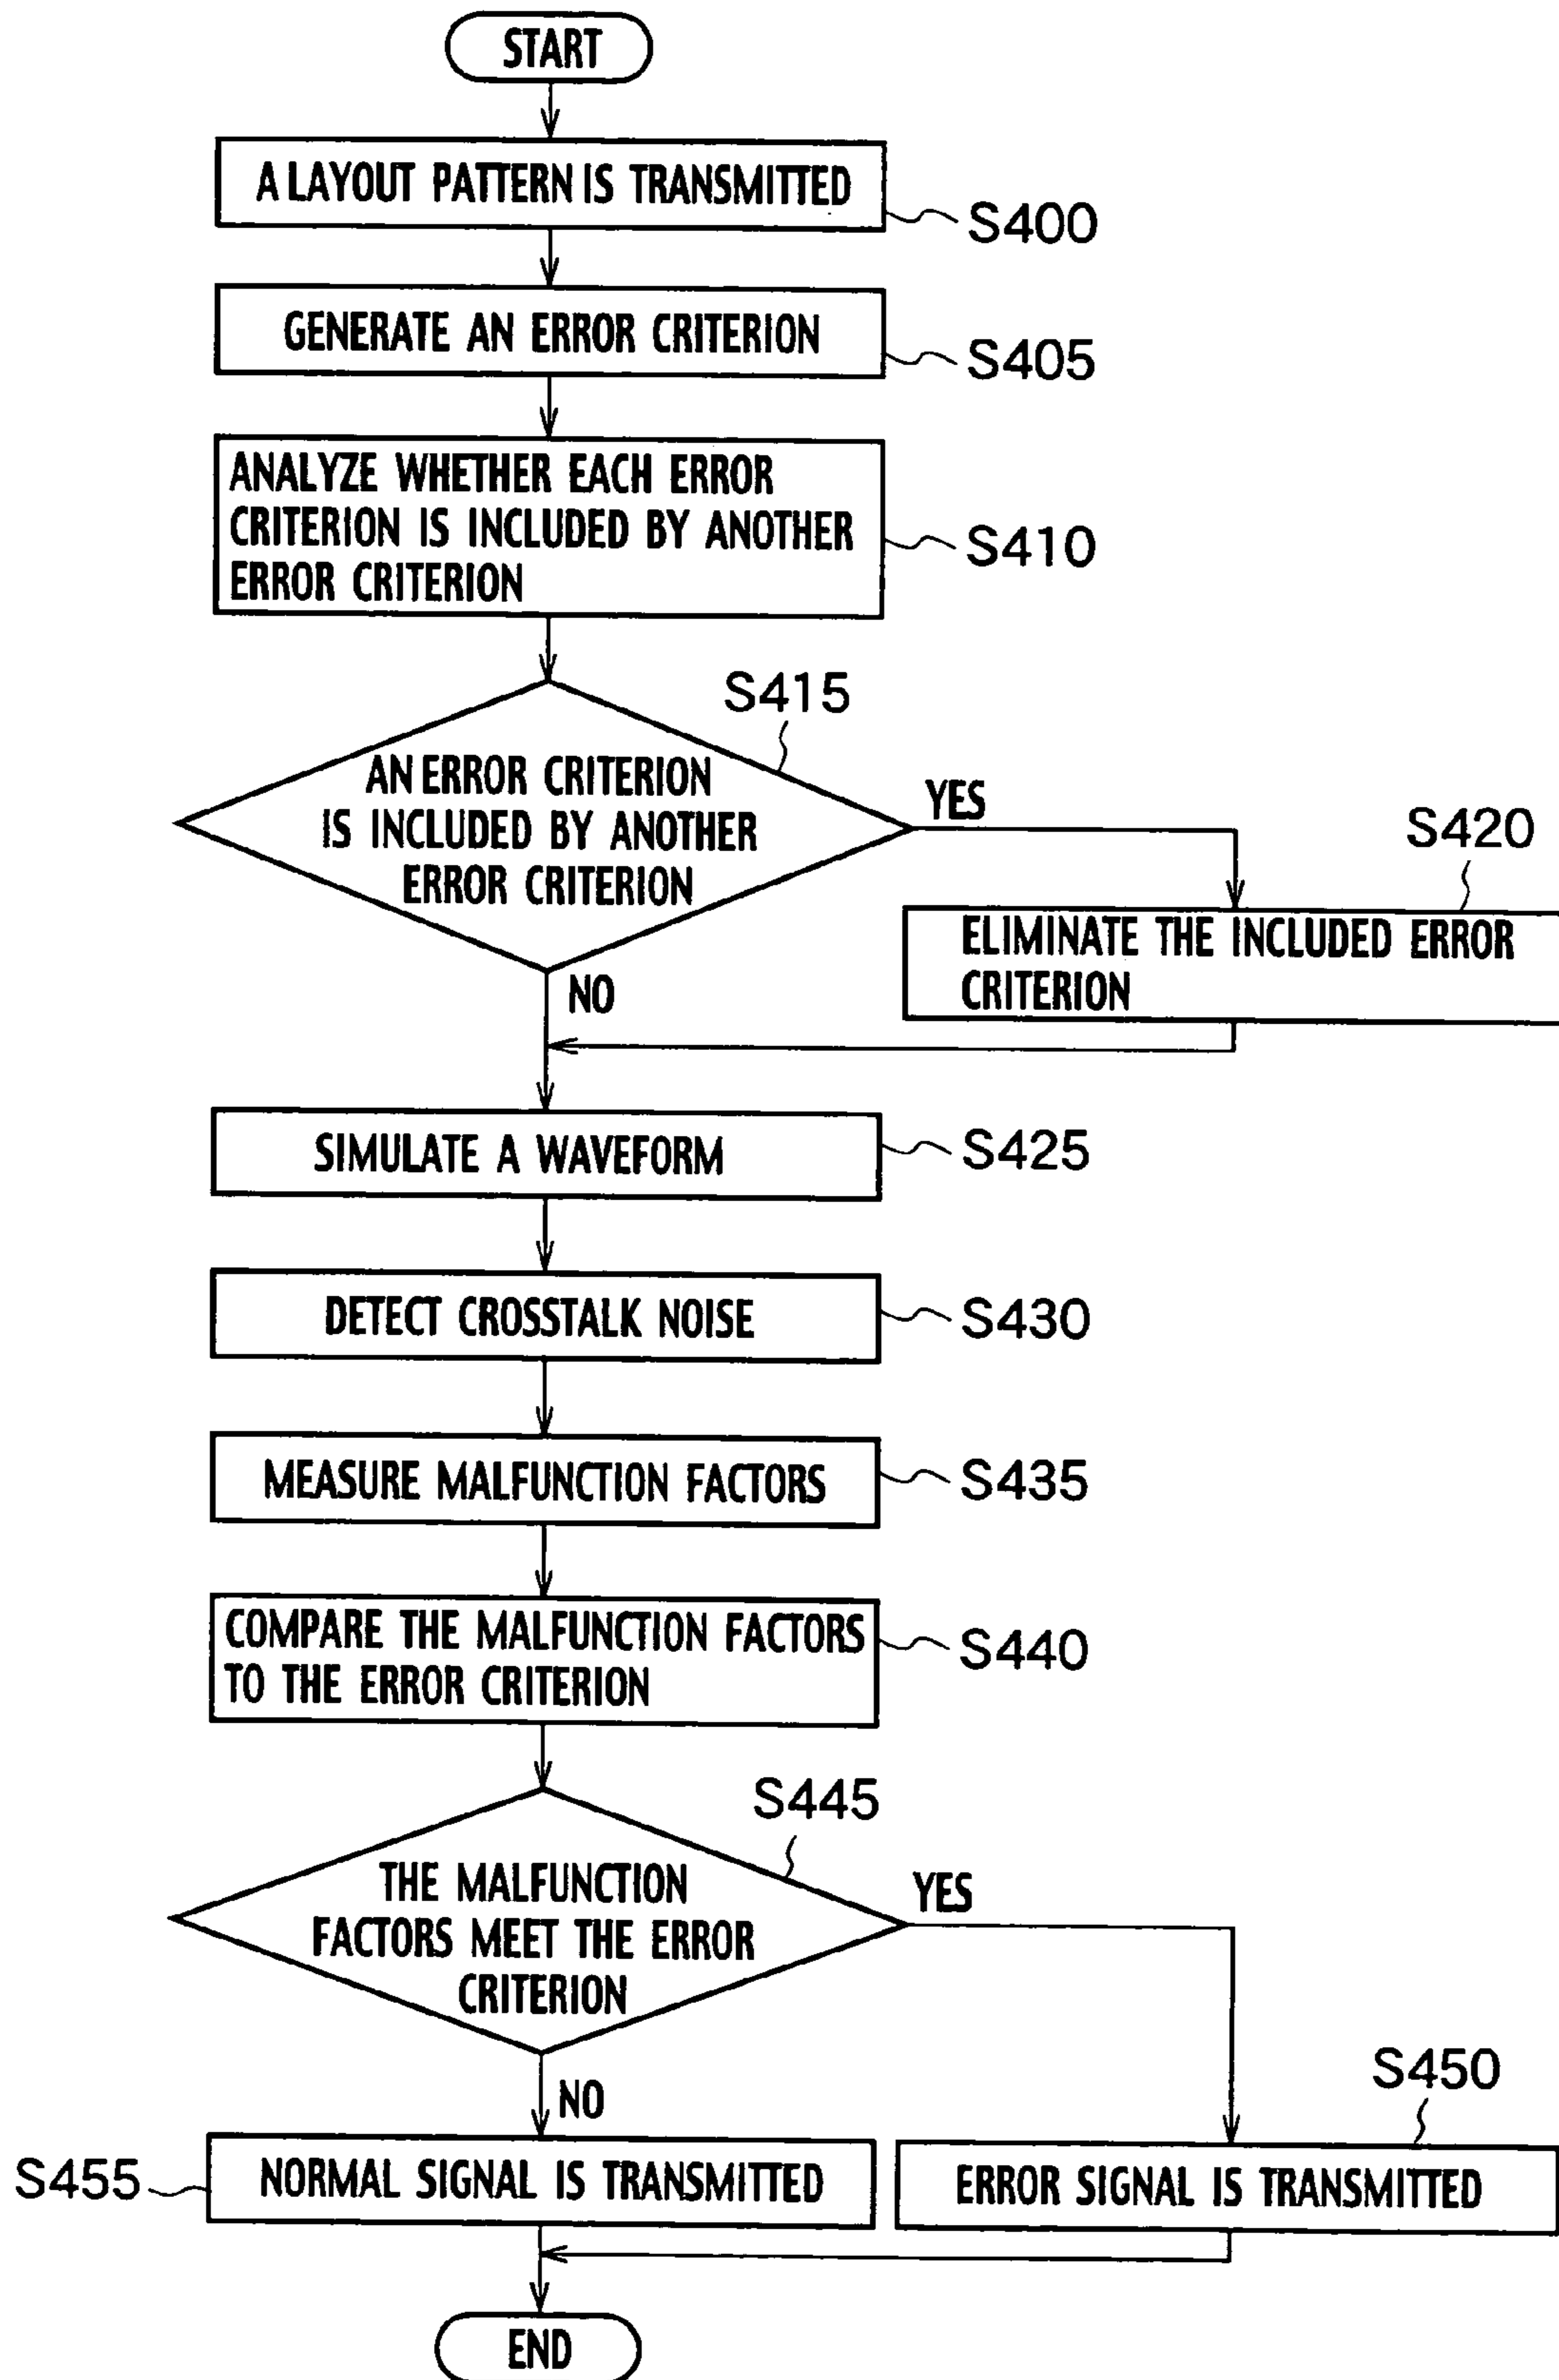 START
A LAYOUT PATTERN IS TRANSMITTED
S400
GENERATE AN ERROR CRITERION
S405
ANALYZE WHETHER EACH ERROR
CRITERION IS INCLUDED BY ANOTHER
ERROR CRITERION
S410
S415
AN ERROR CRITERION
IS INCLUDED BY ANOTHER
ERROR CRITERION
YES
S420
ELIMINATE THE INCLUDED ERROR
CRITERION
NO
SIMULATE A WAVEFORM
S425
DETECT CROSSTALK NOISE
S430
MEASURE MALFUNCTION FACTORS
S435
COMPARE THE MALFUNCTION FACTORS
TO THE ERROR CRITERION
S440
S445
THE MALFUNCTION
FACTORS MEET THE ERROR
CRITERION
YES
NO
S450
S455
NORMAL SIGNAL IS TRANSMITTED
ERROR SIGNAL IS TRANSMITTED
END